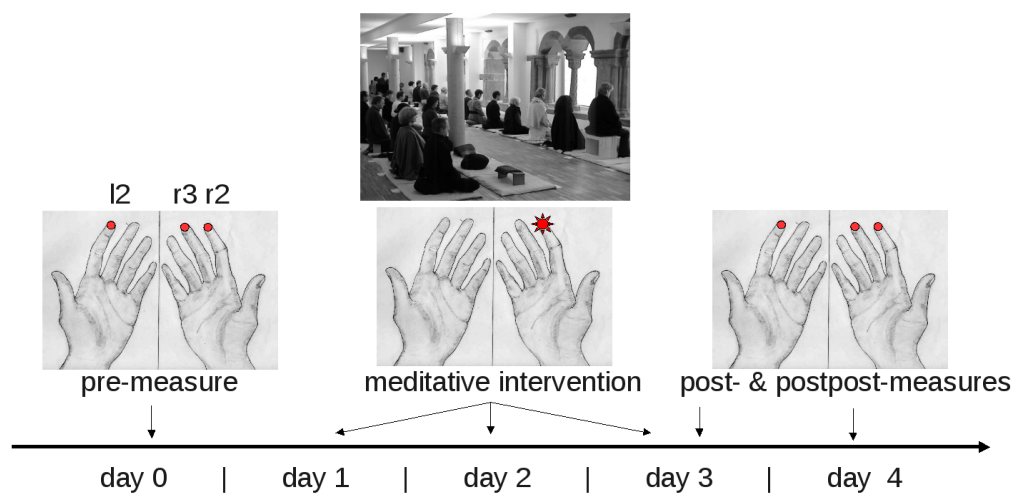 l2 r3 r2
pre-measure
meditative intervention
post- & postpost-measures
day 0 | day 1 | day 2 | day 3 | day 4